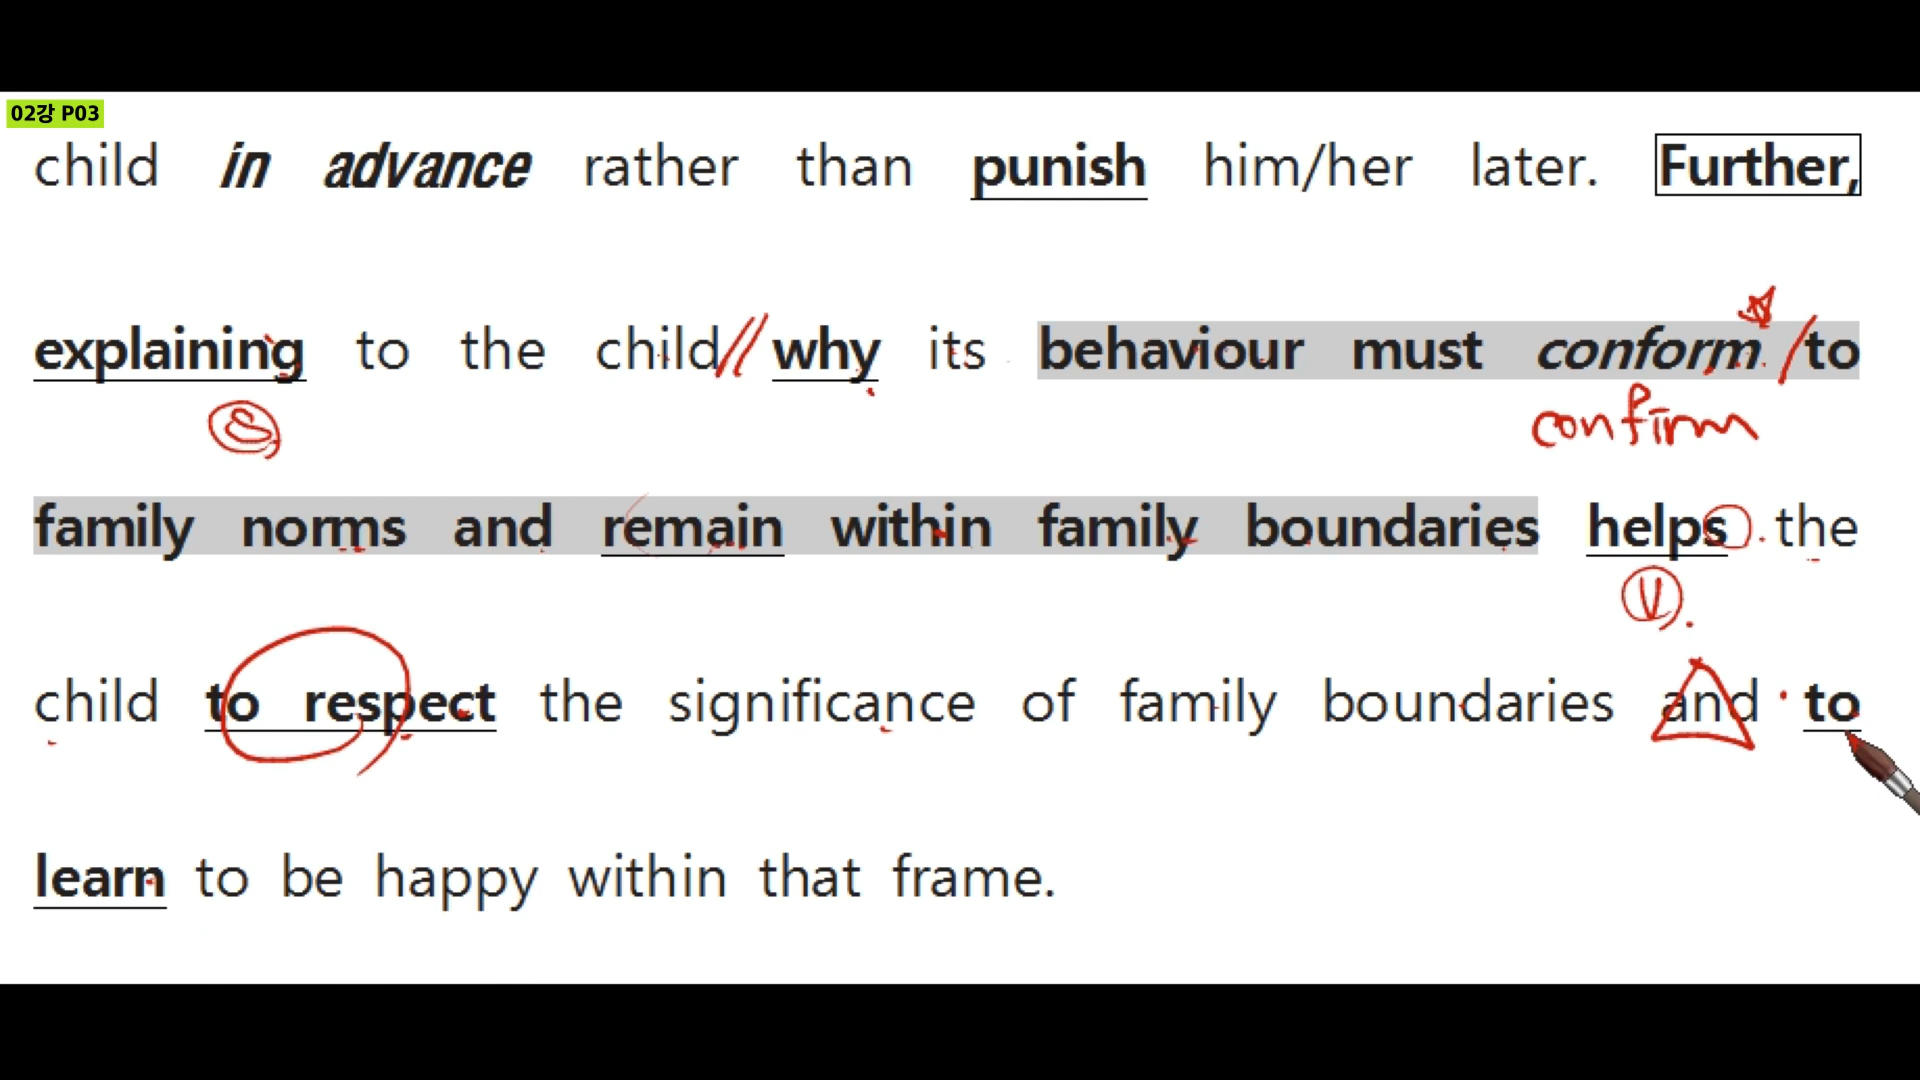 02강 P03
child in advance rather than punish him/her later. Further,
explaining to the child // why its behaviour must conform / to
S confirm
family norms and remain within family boundaries helps the
V
child to respect the significance of family boundaries and to
learn to be happy within that frame.